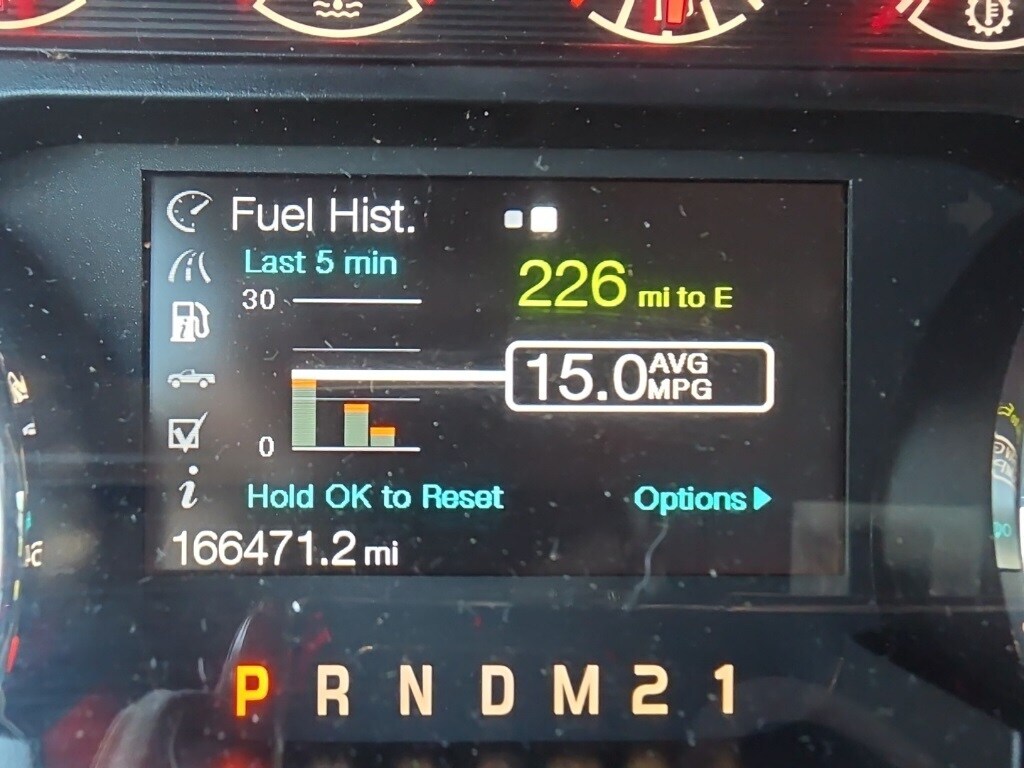 Fuel Hist.
Last 5 min
30
226 mi to E
15.0 AVG MPG
0
Hold OK to Reset
Options
166471.2 mi
P R N D M 2 1